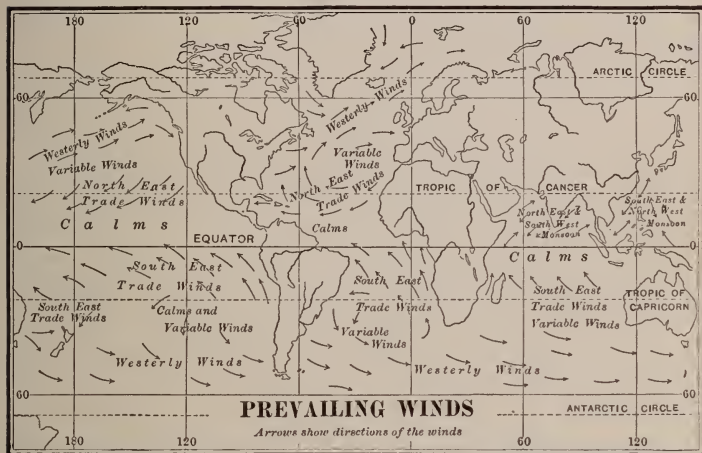 180 120 60 0 60 120
ARCTIC CIRCLE
60 60
Westerly Winds
Westerly Winds
Variable Winds
Variable
Winds
North East
Trade Winds
North East
Trade Winds
TROPIC OF CANCER
North East &
South West
Monsoon
South East &
North West
Monsoon
Calms
Calms
EQUATOR
0 0
Calms
South East
Trade Winds
South East
Trade Winds
South East
Trade Winds
South East
Trade Winds
TROPIC OF
CAPRICORN
Calms and
Variable Winds
Variable
Winds
Variable Winds
Westerly Winds
Westerly Winds
60 60
PREVAILING WINDS
ANTARCTIC CIRCLE
Arrows show directions of the winds
180 120 60 0 60 120